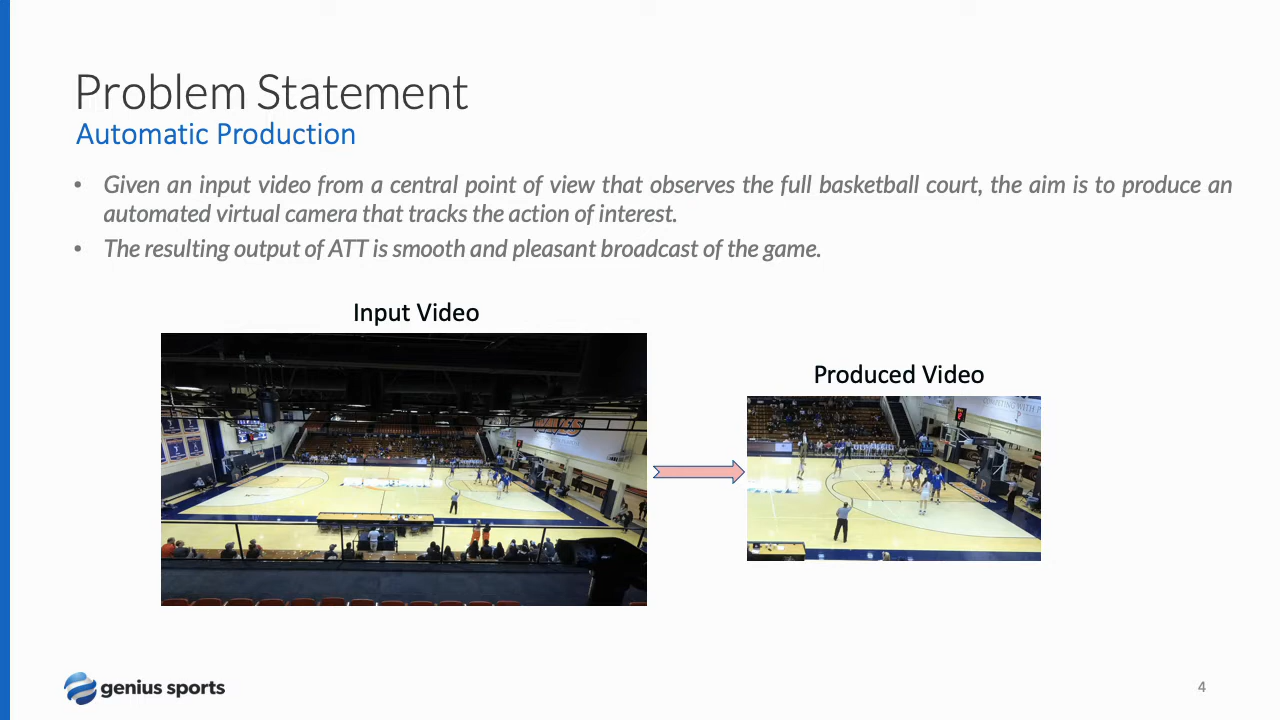 Problem Statement
Automatic Production
• Given an input video from a central point of view that observes the full basketball court, the aim is to produce an
automated virtual camera that tracks the action of interest.
• The resulting output of ATT is smooth and pleasant broadcast of the game.
Input Video
Produced Video
COMPETING WITH
genius sports
4